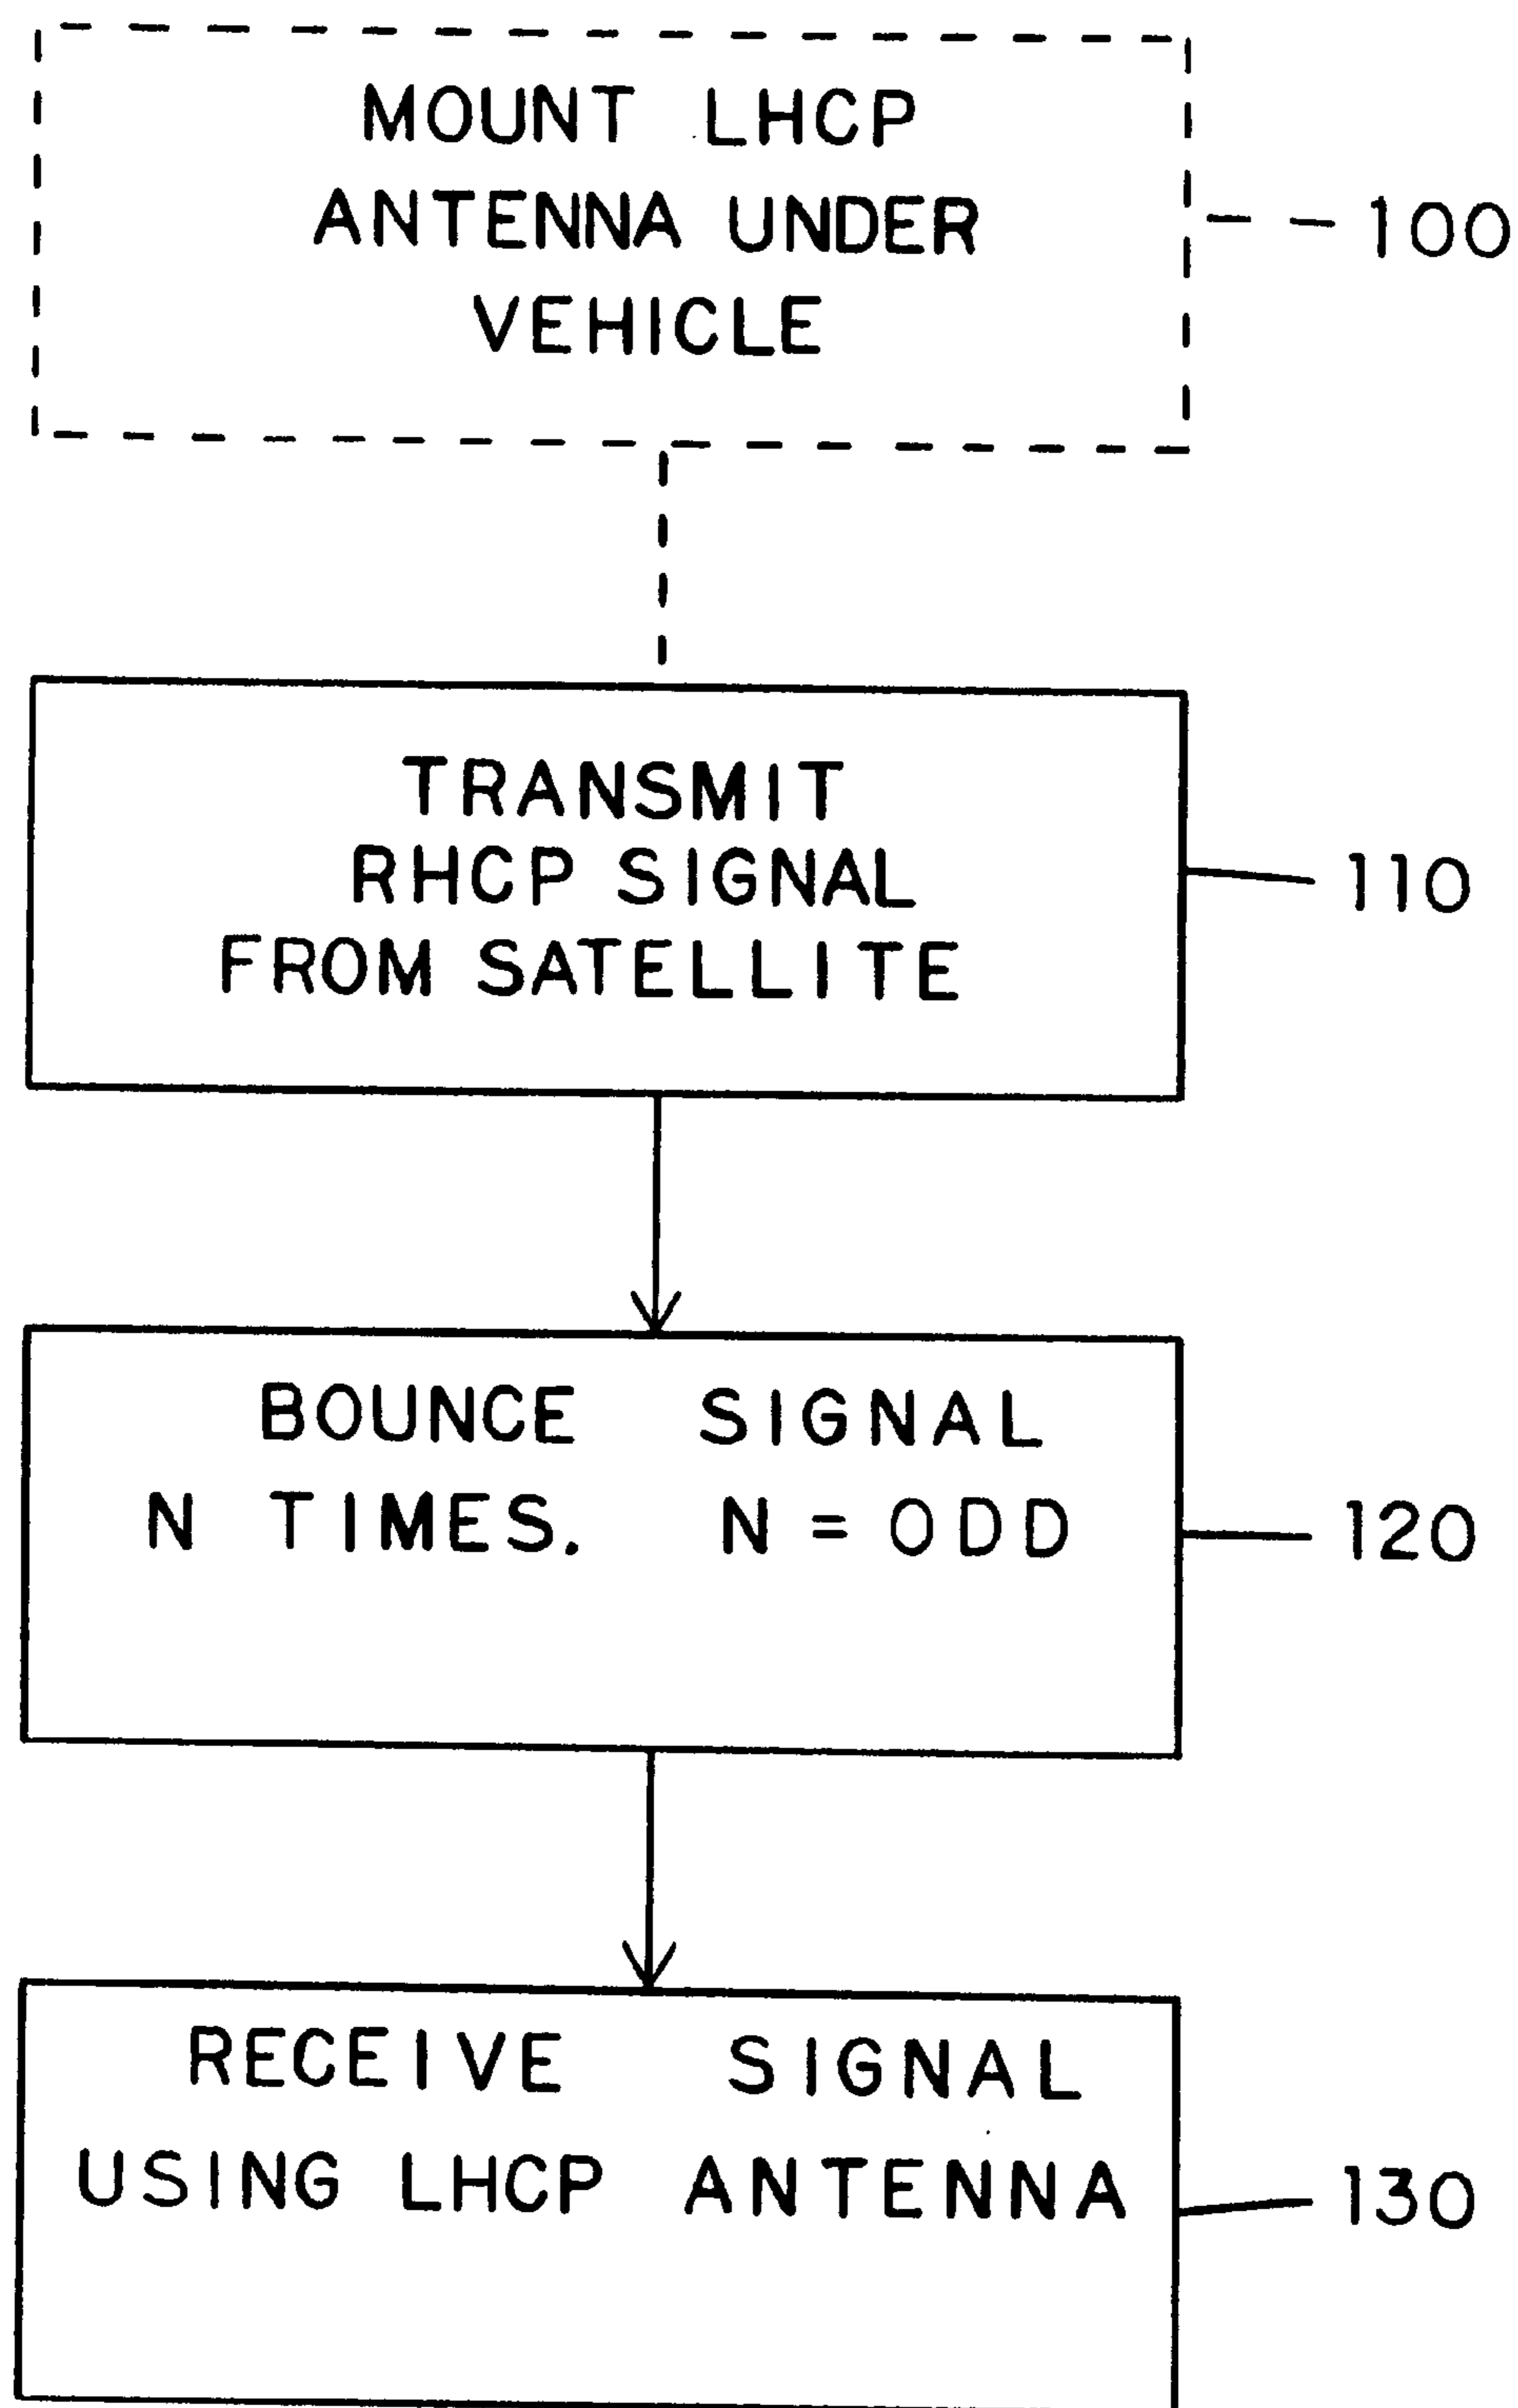 MOUNT LHCP
ANTENNA UNDER
VEHICLE
100
TRANSMIT
RHCP SIGNAL
FROM SATELLITE
110
BOUNCE SIGNAL
N TIMES. N = ODD
120
RECEIVE SIGNAL
USING LHCP ANTENNA
130